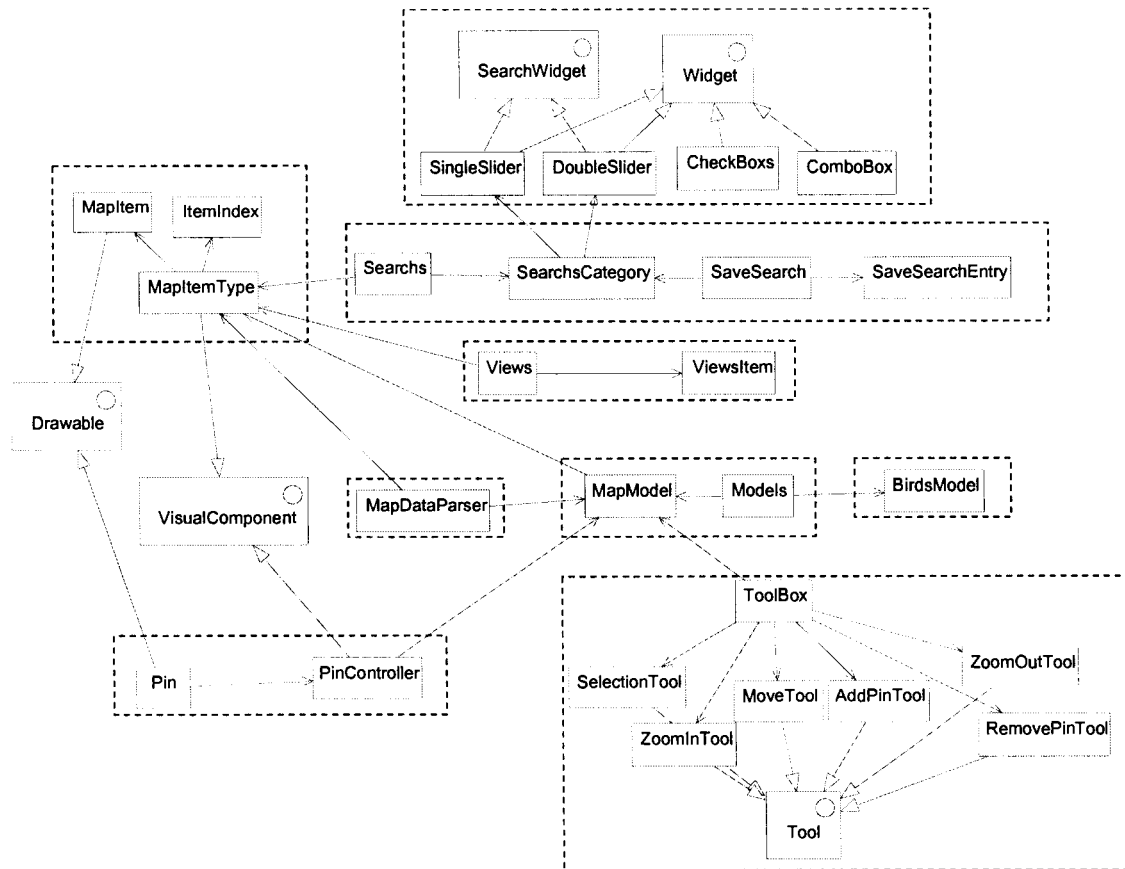 SearchWidget
Widget
SingleSlider
DoubleSlider
CheckBoxs
ComboBox
MapItem
ItemIndex
MapItemType
Searchs
SearchsCategory
SaveSearch
SaveSearchEntry
Views
ViewsItem
Drawable
VisualComponent
MapDataParser
MapModel
Models
BirdsModel
ToolBox
Pin
PinController
SelectionTool
MoveTool
AddPinTool
ZoomOutTool
ZoomInTool
RemovePinTool
Tool